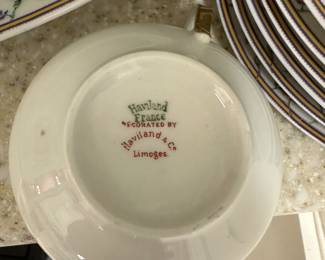 Haviland
France
DECORATED BY
Haviland & Co
Limoges